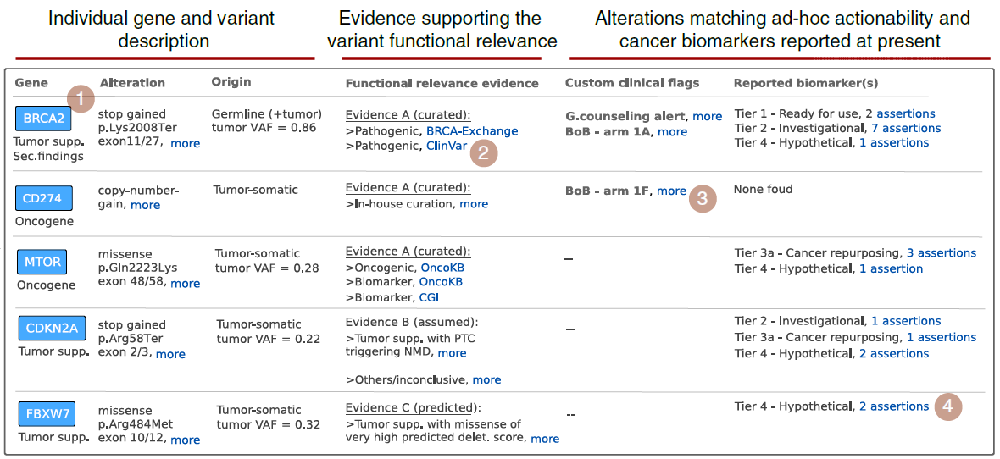 Individual gene and variant
description
Evidence supporting the
variant functional relevance
Alterations matching ad-hoc actionability and
cancer biomarkers reported at present
Gene Alteration Origin Functional relevance evidence Custom clinical flags Reported biomarker(s)
1
BRCA2
Tumor supp.
Sec.findings
stop gained
p.Lys2008Ter
exon11/27, more
Germline (+tumor)
tumor VAF = 0.86
Evidence A (curated):
>Pathogenic, BRCA-Exchange
>Pathogenic, ClinVar
2
G.counseling alert, more
BoB - arm 1A, more
Tier 1 - Ready for use, 2 assertions
Tier 2 - Investigational, 7 assertions
Tier 4 - Hypothetical, 1 assertions
CD274
Oncogene
copy-number-
gain, more
Tumor-somatic
Evidence A (curated):
>In-house curation, more
BoB - arm 1F, more
3
None foud
MTOR
Oncogene
missense
p.Gln2223Lys
exon 48/58, more
Tumor-somatic
tumor VAF = 0.28
Evidence A (curated):
>Oncogenic, OncoKB
>Biomarker, OncoKB
>Biomarker, CGI
–
Tier 3a - Cancer repurposing, 3 assertions
Tier 4 - Hypothetical, 1 assertion
CDKN2A
Tumor supp.
stop gained
p.Arg58Ter
exon 2/3, more
Tumor-somatic
tumor VAF = 0.22
Evidence B (assumed):
>Tumor supp. with PTC
triggering NMD, more
>Others/inconclusive, more
–
Tier 2 - Investigational, 1 assertions
Tier 3a - Cancer repurposing, 1 assertions
Tier 4 - Hypothetical, 2 assertions
FBXW7
Tumor supp.
missense
p.Arg484Met
exon 10/12, more
Tumor-somatic
tumor VAF = 0.32
Evidence C (predicted):
>Tumor supp. with missense of
very high predicted delet. score, more
--
Tier 4 - Hypothetical, 2 assertions
4